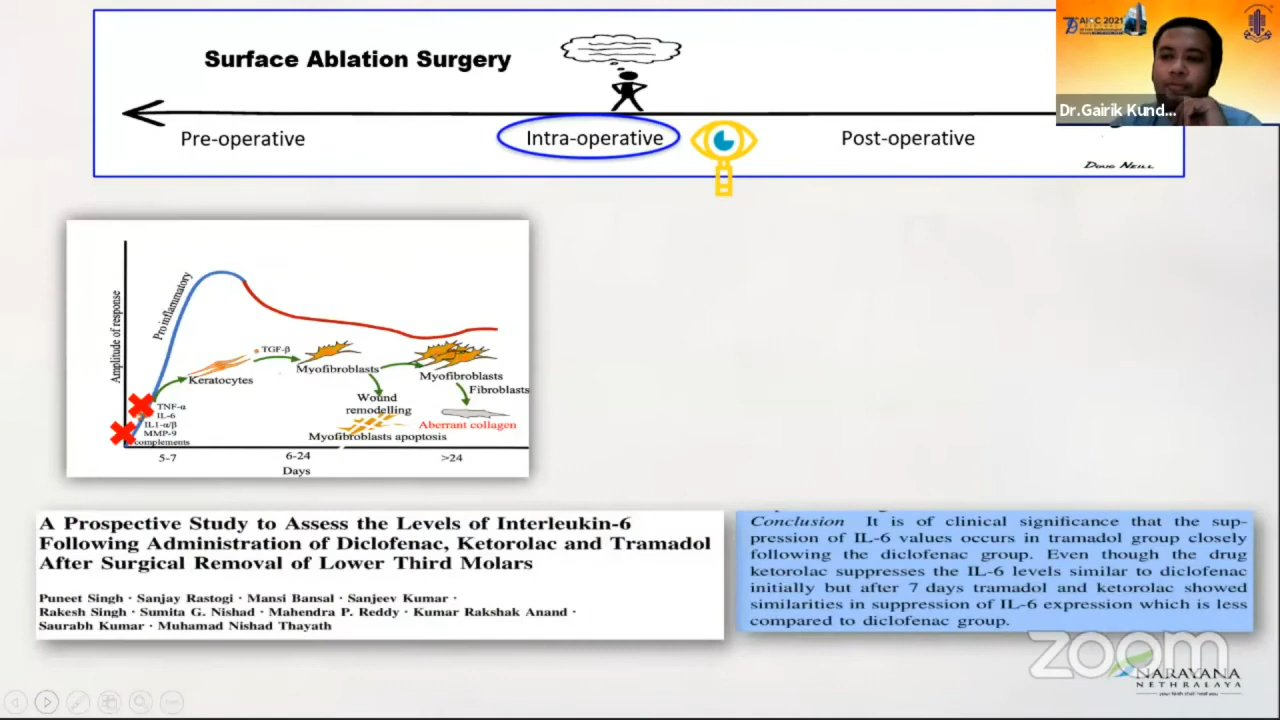 Surface Ablation Surgery
Pre-operative
Intra-operative
Post-operative
DOUG NEILL
AIOC 2021
Dr.Gairik Kund...
Amplitude of response
Pro inflammatory
TGF-β
Keratocytes
Myofibroblasts
Myofibroblasts
Fibroblasts
Wound
remodelling
Aberrant collagen
Myofibroblasts apoptosis
TNF-α
IL-6
IL1-α/β
MMP-9
complements
5-7
6-24
>24
Days
A Prospective Study to Assess the Levels of Interleukin-6
Following Administration of Diclofenac, Ketorolac and Tramadol
After Surgical Removal of Lower Third Molars
Puneet Singh · Sanjay Rastogi · Mansi Bansal · Sanjeev Kumar ·
Rakesh Singh · Sumita G. Nishad · Mahendra P. Reddy · Kumar Rakshak Anand ·
Saurabh Kumar · Muhamad Nishad Thayath
Conclusion It is of clinical significance that the sup-
pression of IL-6 values occurs in tramadol group closely
following the diclofenac group. Even though the drug
ketorolac suppresses the IL-6 levels similar to diclofenac
initially but after 7 days tramadol and ketorolac showed
similarities in suppression of IL-6 expression which is less
compared to diclofenac group.
zoom
NARAYANA
NETHRALAYA